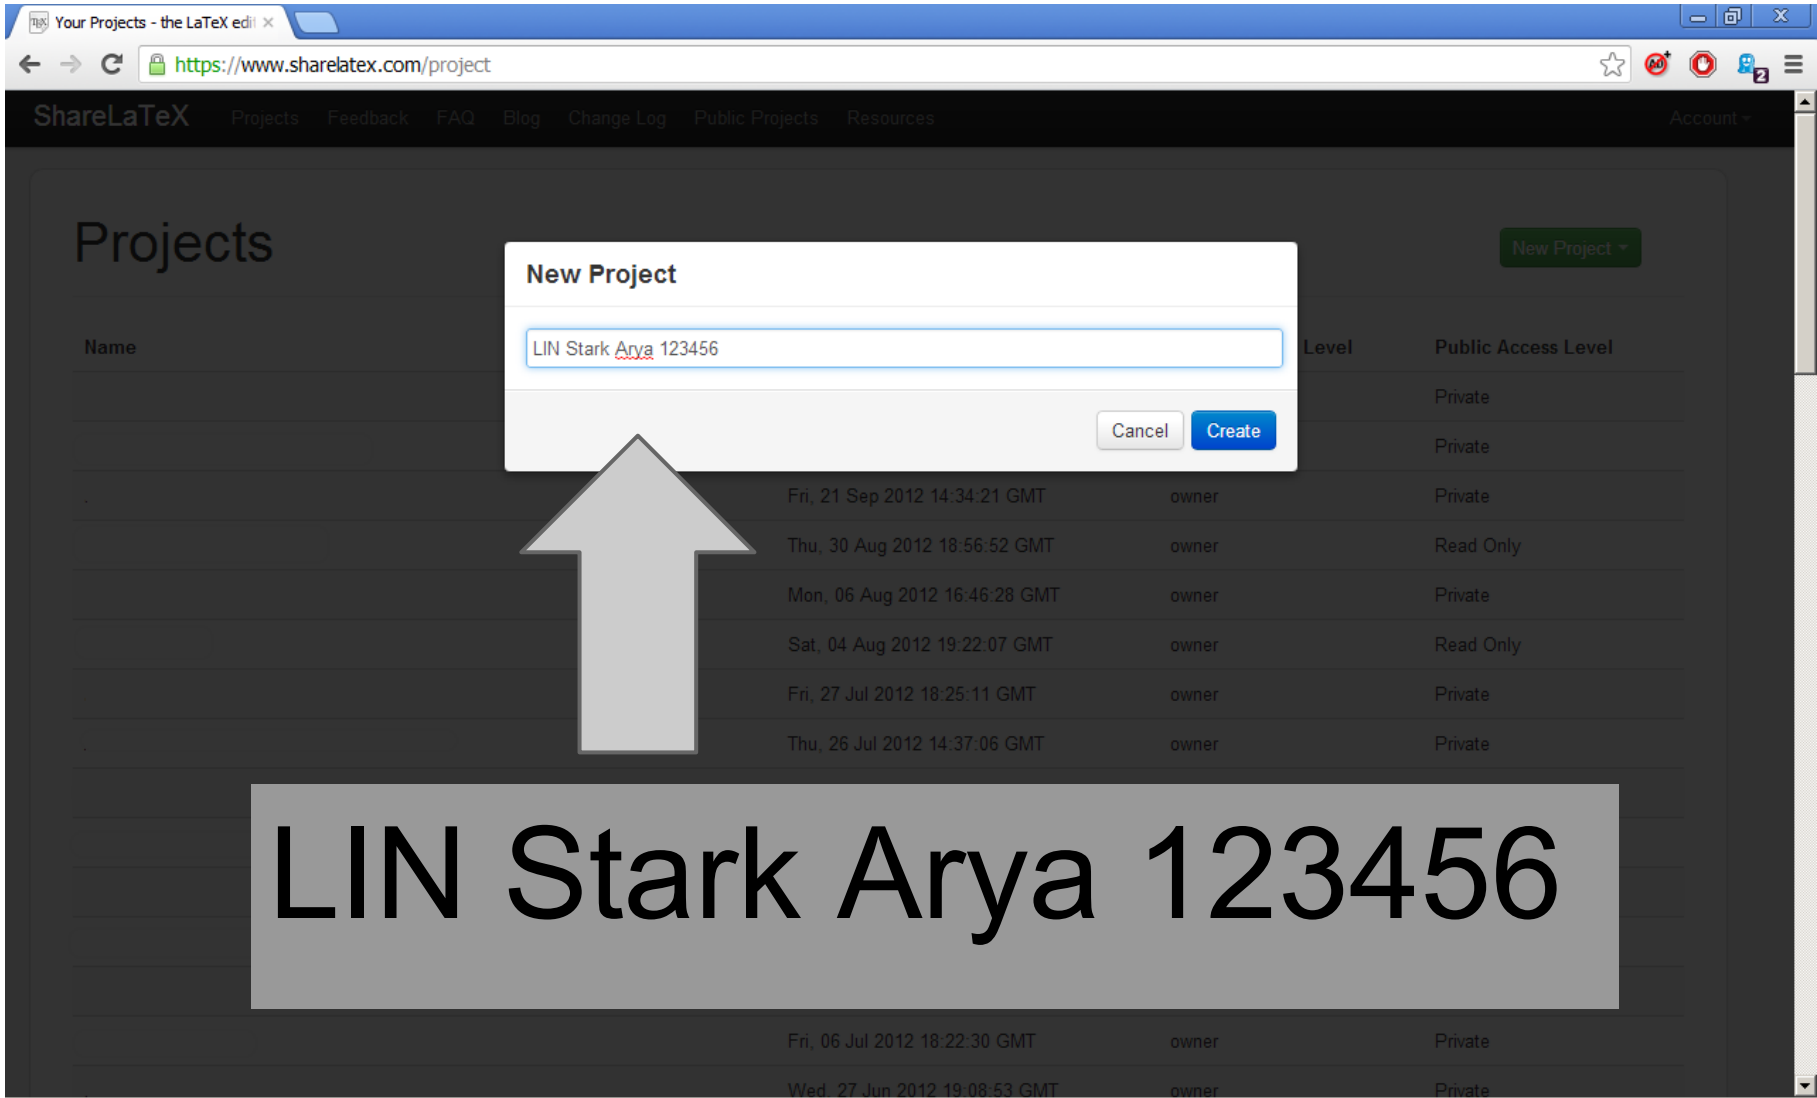 Your Projects - the LaTeX edi
https://www.sharelatex.com/project
2
ShareLaTeX Projects Feedback FAQ Blog Change Log Public Projects Resources Account
Projects
New Project
New Project
LIN Stark Arya 123456
Cancel Create
Name Level Public Access Level
Private
Private
Fri, 21 Sep 2012 14:34:21 GMT owner Private
Thu, 30 Aug 2012 18:56:52 GMT owner Read Only
Mon, 06 Aug 2012 16:46:28 GMT owner Private
Sat, 04 Aug 2012 19:22:07 GMT owner Read Only
Fri, 27 Jul 2012 18:25:11 GMT owner Private
Thu, 26 Jul 2012 14:37:06 GMT owner Private
LIN Stark Arya 123456
Fri, 06 Jul 2012 18:22:30 GMT owner Private
Wed, 27 Jun 2012 19:08:53 GMT owner Private